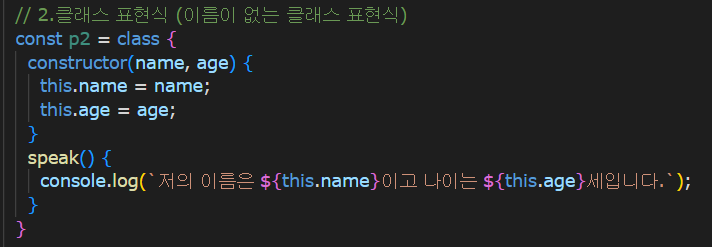 // 2.클래스 표현식 (이름이 없는 클래스 표현식)
const p2 = class {
constructor(name, age) {
this.name = name;
this.age = age;
}
speak() {
console.log(`저의 이름은 ${this.name}이고 나이는 ${this.age}세입니다.`);
}
}